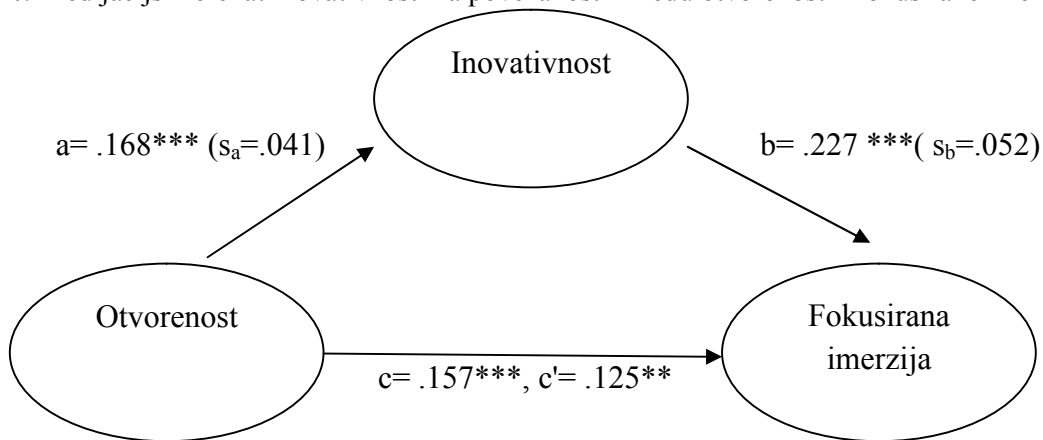 Inovativnost
a= .168*** (sa=.041)
b= .227 ***( sb=.052)
Otvorenost
Fokusirana
imerzija
c= .157***, c'= .125**